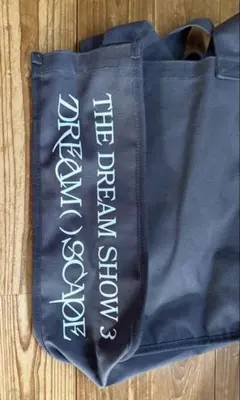 THE DREAM SHOW 3
DREAM( )SCAPE